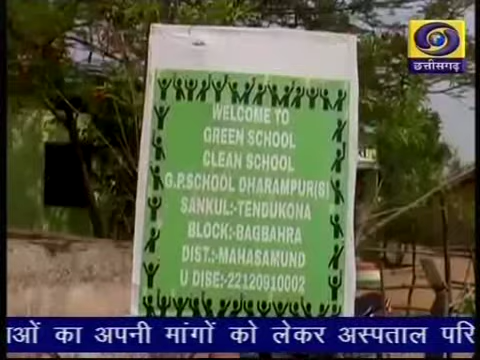 छत्तीसगढ़
WELCOME TO
GREEN SCHOOL
CLEAN SCHOOL
G.P.SCHOOL DHARAMPUR(S)
SANKUL:-TENDUKONA
BLOCK:-BAGBAHRA
DIST.:-MAHASAMUND
U DISE:-22120810002
ओं का अपनी मांगों को लेकर अस्पताल परि